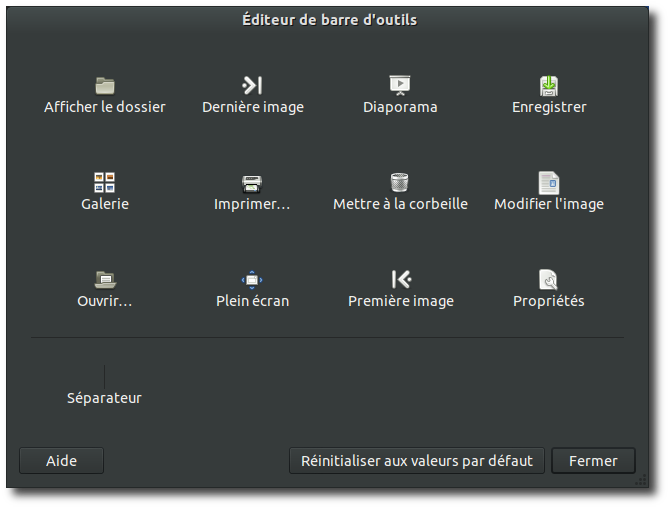 Éditeur de barre d'outils
Afficher le dossier
Dernière image
Diaporama
Enregistrer
Galerie
Imprimer…
Mettre à la corbeille
Modifier l'image
Ouvrir…
Plein écran
Première image
Propriétés
Séparateur
Aide
Réinitialiser aux valeurs par défaut
Fermer